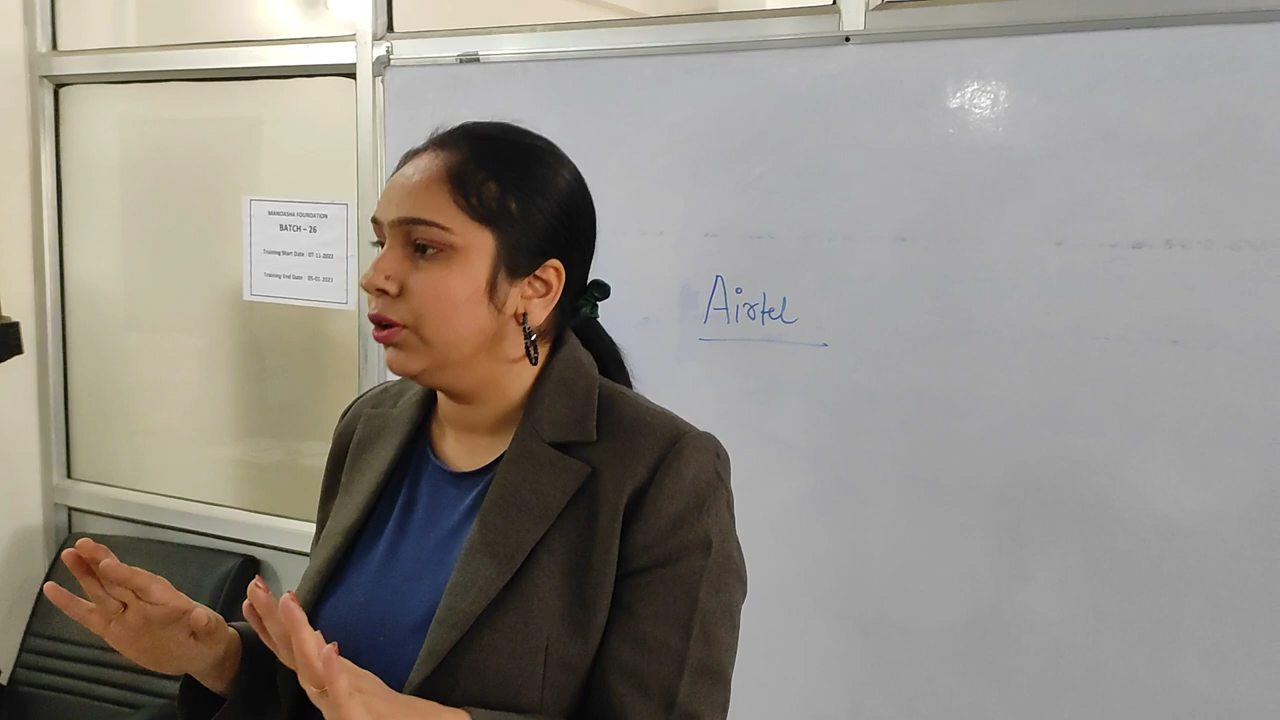 MANDASHA FOUNDATION
BATCH – 26
Training Start Date : 07-11-2022
Training End Date : 05-01-2023
Airtel